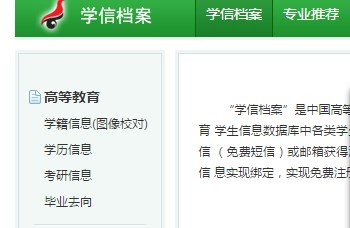 学信档案 学信档案 专业推荐
高等教育
学籍信息(图像校对)
学历信息
考研信息
毕业去向
“学信档案”是中国高等
育 学生信息数据库中各类学
信 （免费短信）或邮箱获得
信 息实现绑定，实现免费注